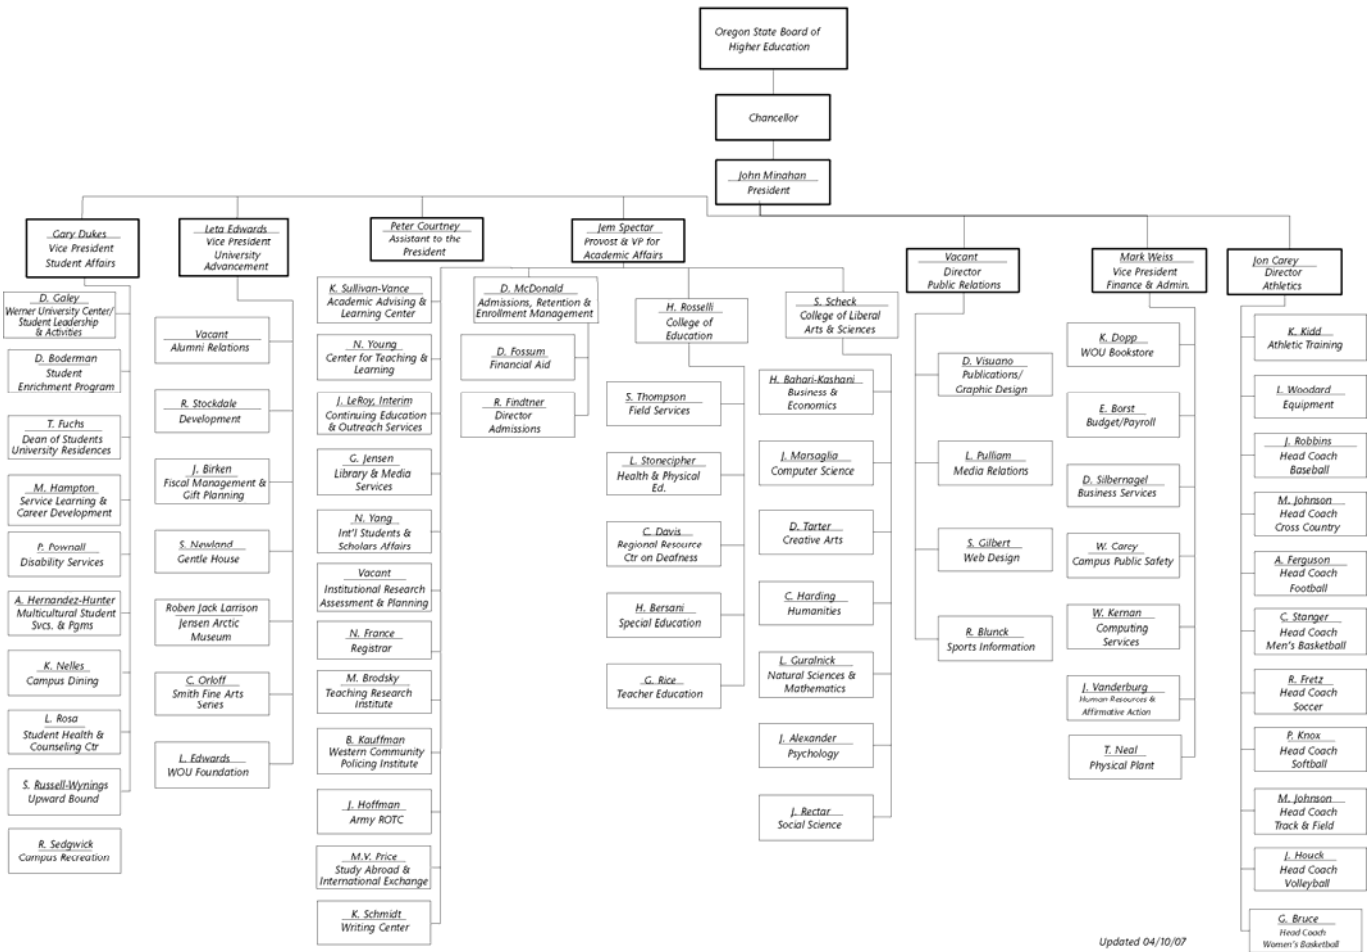 Oregon State Board of
Higher Education
Chancellor
John Minahan
President
Gary Dukes
Vice President
Student Affairs
Leta Edwards
Vice President
University
Advancement
Peter Courtney
Assistant to the
President
Jem Spectar
Provost & VP for
Academic Affairs
Vacant
Director
Public Relations
Mark Weiss
Vice President
Finance & Admin.
Jon Carey
Director
Athletics
D. Galey
Werner University Center/
Student Leadership
& Activities
D. Boderman
Student
Enrichment Program
T. Fuchs
Dean of Students
University Residences
M. Hampton
Service Learning &
Career Development
P. Pownall
Disability Services
A. Hernandez-Hunter
Multicultural Student
Svcs. & Pgms
K. Nelles
Campus Dining
L. Rosa
Student Health &
Counseling Ctr
S. Russell-Wynings
Upward Bound
R. Sedgwick
Campus Recreation
Vacant
Alumni Relations
R. Stockdale
Development
J. Birken
Fiscal Management &
Gift Planning
S. Newland
Gentle House
Roben Jack Larrison
Jensen Arctic
Museum
C. Orloff
Smith Fine Arts
Series
L. Edwards
WOU Foundation
K. Sullivan-Vance
Academic Advising &
Learning Center
N. Young
Center for Teaching &
Learning
J. LeRoy, Interim
Continuing Education
& Outreach Services
G. Jensen
Library & Media
Services
N. Yang
Int'l Students &
Scholars Affairs
Vacant
Institutional Research
Assessment & Planning
N. France
Registrar
M. Brodsky
Teaching Research
Institute
B. Kauffman
Western Community
Policing Institute
J. Hoffman
Army ROTC
M.V. Price
Study Abroad &
International Exchange
K. Schmidt
Writing Center
D. McDonald
Admissions, Retention &
Enrollment Management
D. Fossum
Financial Aid
R. Findtner
Director
Admissions
H. Rosselli
College of
Education
S. Thompson
Field Services
L. Stonecipher
Health & Physical
Ed.
C. Davis
Regional Resource
Ctr on Deafness
H. Bersani
Special Education
G. Rice
Teacher Education
S. Scheck
College of Liberal
Arts & Sciences
H. Bahari-Kashani
Business &
Economics
J. Marsaglia
Computer Science
D. Tarter
Creative Arts
C. Harding
Humanities
L. Guralnick
Natural Sciences &
Mathematics
J. Alexander
Psychology
J. Rectar
Social Science
D. Visuano
Publications/
Graphic Design
L. Pulliam
Media Relations
S. Gilbert
Web Design
R. Blunck
Sports Information
K. Dopp
WOU Bookstore
E. Borst
Budget/Payroll
D. Silbernagel
Business Services
W. Carey
Campus Public Safety
W. Kernan
Computing
Services
J. Vanderburg
Human Resources &
Affirmative Action
T. Neal
Physical Plant
K. Kidd
Athletic Training
L. Woodard
Equipment
J. Robbins
Head Coach
Baseball
M. Johnson
Head Coach
Cross Country
A. Ferguson
Head Coach
Football
C. Stanger
Head Coach
Men's Basketball
R. Fretz
Head Coach
Soccer
P. Knox
Head Coach
Softball
M. Johnson
Head Coach
Track & Field
J. Houck
Head Coach
Volleyball
G. Bruce
Head Coach
Women's Basketball
Updated 04/10/07